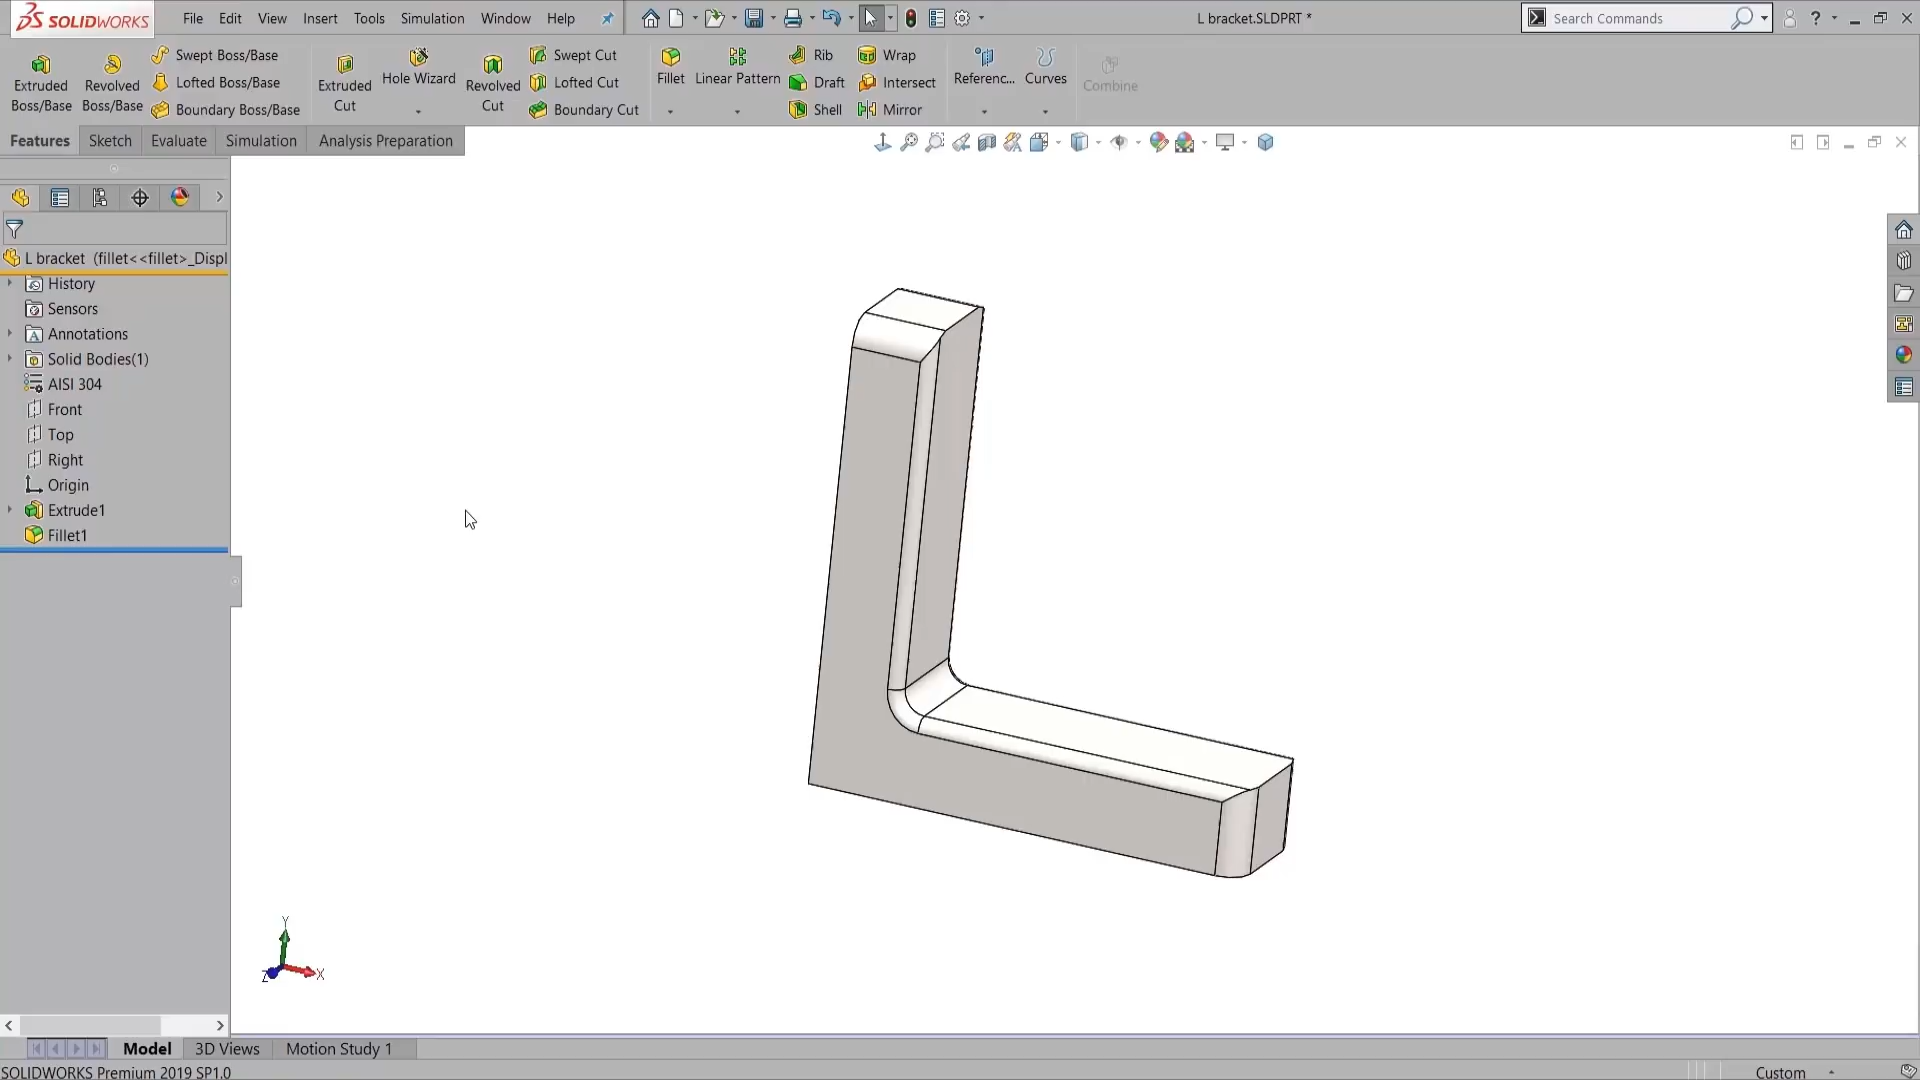 SOLIDWORKS File Edit View Insert Tools Simulation Window Help L bracket.SLDPRT * Search Commands ?
Extruded Boss/Base
Revolved Boss/Base
Swept Boss/Base
Lofted Boss/Base
Boundary Boss/Base
Extruded Cut
Hole Wizard
Revolved Cut
Swept Cut
Lofted Cut
Boundary Cut
Fillet
Linear Pattern
Rib
Draft
Shell
Wrap
Intersect
Mirror
Referenc...
Curves
Combine
Features Sketch Evaluate Simulation Analysis Preparation
L bracket (fillet<<fillet>_Displ
History
Sensors
A Annotations
Solid Bodies(1)
AISI 304
Front
Top
Right
Origin
Extrude1
Fillet1
Y
Z X
Model 3D Views Motion Study 1
SOLIDWORKS Premium 2019 SP1.0 Custom